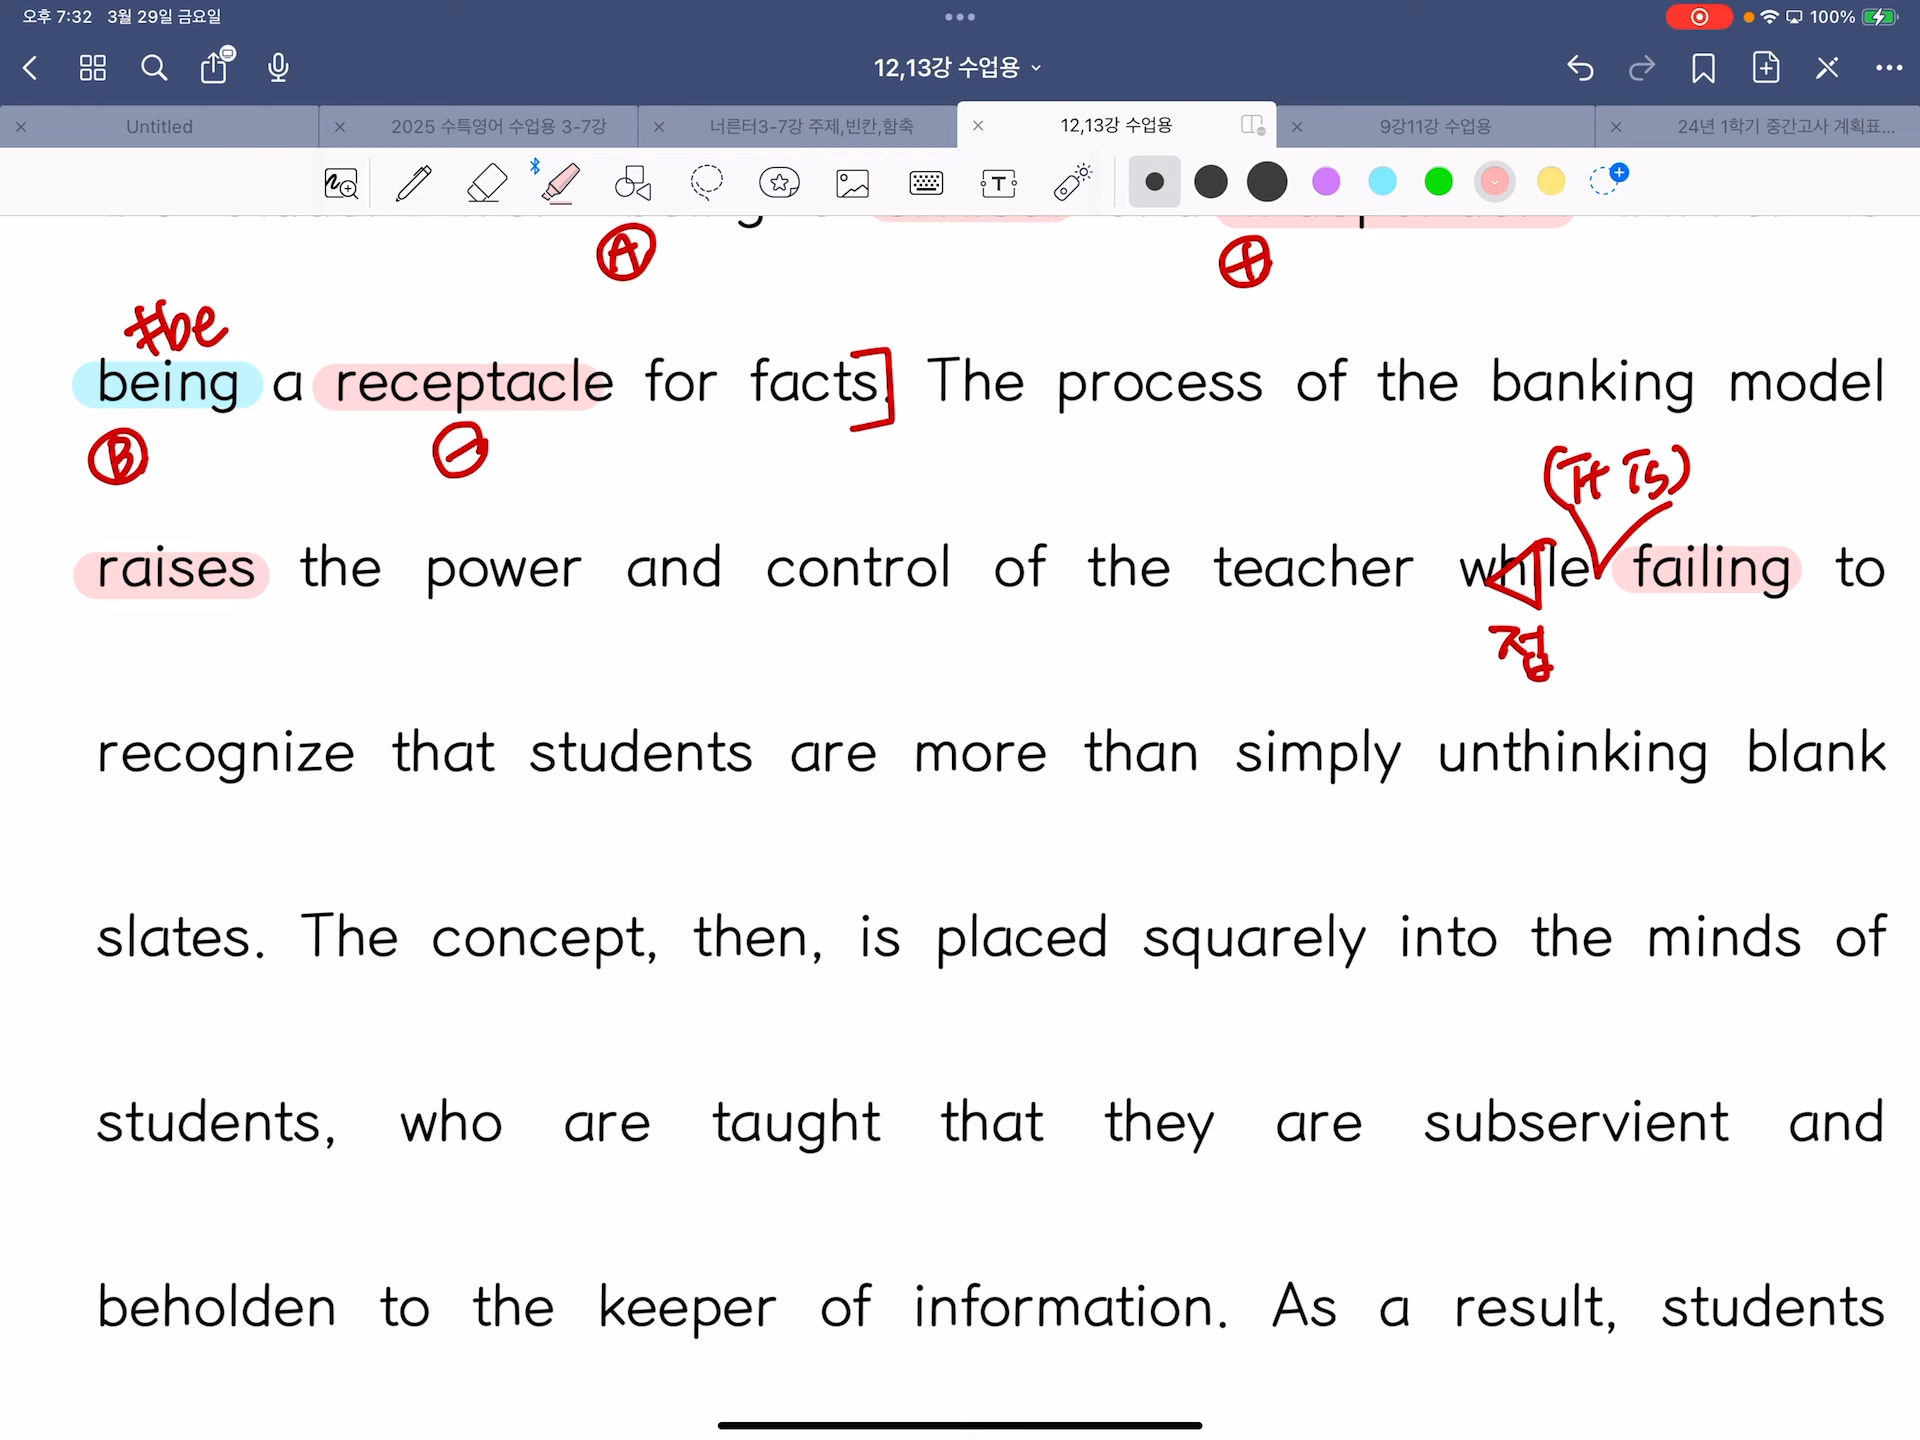 오후 7:32 3월 29일 금요일
100%
12,13강 수업용
Untitled
2025 수특영어 수업용 3-7강
너른터3-7강 주제,빈칸,함축
12,13강 수업용
9강11강 수업용
24년 1학기 중간고사 계획표...
A
+
≠be
being a receptacle for facts. The process of the banking model
B
−
raises the power and control of the teacher while failing to
접
recognize that students are more than simply unthinking blank
slates. The concept, then, is placed squarely into the minds of
students, who are taught that they are subservient and
beholden to the keeper of information. As a result, students